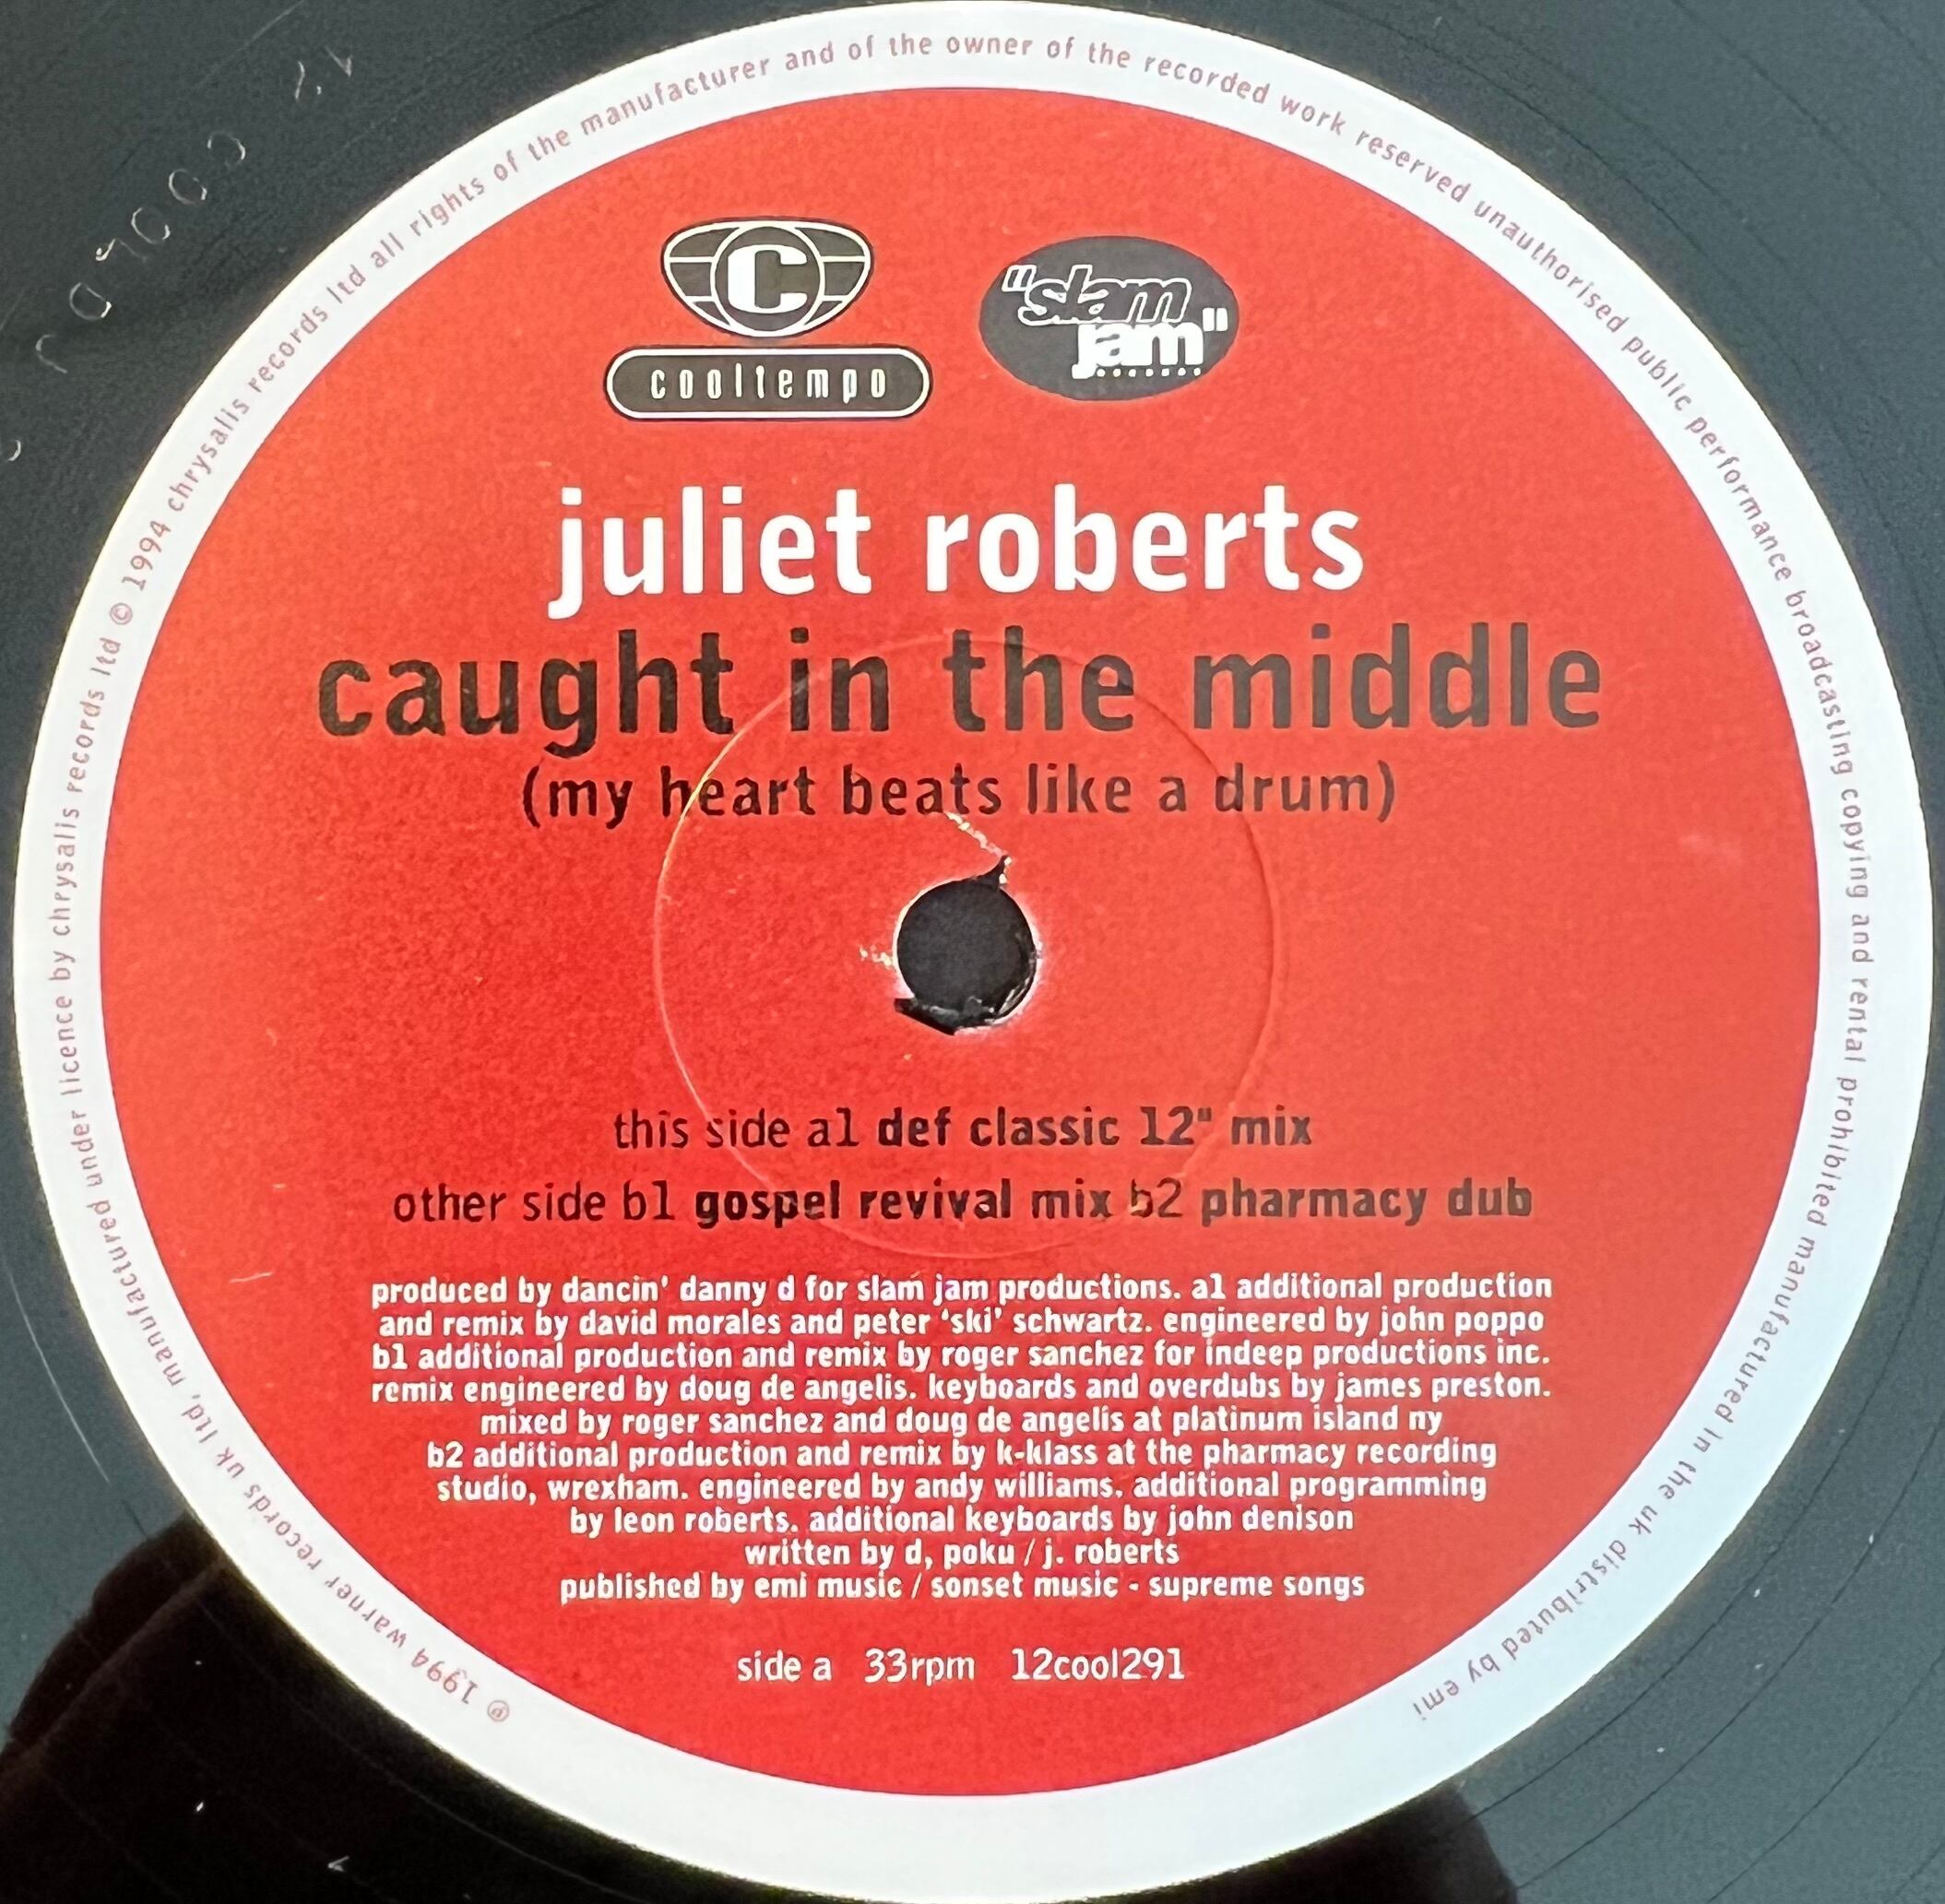 C
cooltempo
"slam
jam"
juliet roberts
caught in the middle
(my heart beats like a drum)
this side a1 def classic 12" mix
other side b1 gospel revival mix b2 pharmacy dub
produced by dancin' danny d for slam jam productions. a1 additional production
and remix by david morales and peter 'ski' schwartz. engineered by john poppo
b1 additional production and remix by roger sanchez for indeep productions inc.
remix engineered by doug de angelis. keyboards and overdubs by james preston.
mixed by roger sanchez and doug de angelis at platinum island ny
b2 additional production and remix by k-klass at the pharmacy recording
studio, wrexham. engineered by andy williams. additional programming
by leon roberts. additional keyboards by john denison
written by d, poku / j. roberts
published by emi music / sonset music - supreme songs
side a 33rpm 12cool291
℗ 1994 warner records uk ltd, manufactured under licence by chrysalis records ltd © 1994 chrysalis records ltd all rights of the manufacturer and of the owner of the recorded work reserved unauthorised public performance broadcasting copying and rental prohibited manufactured in the uk distributed by emi